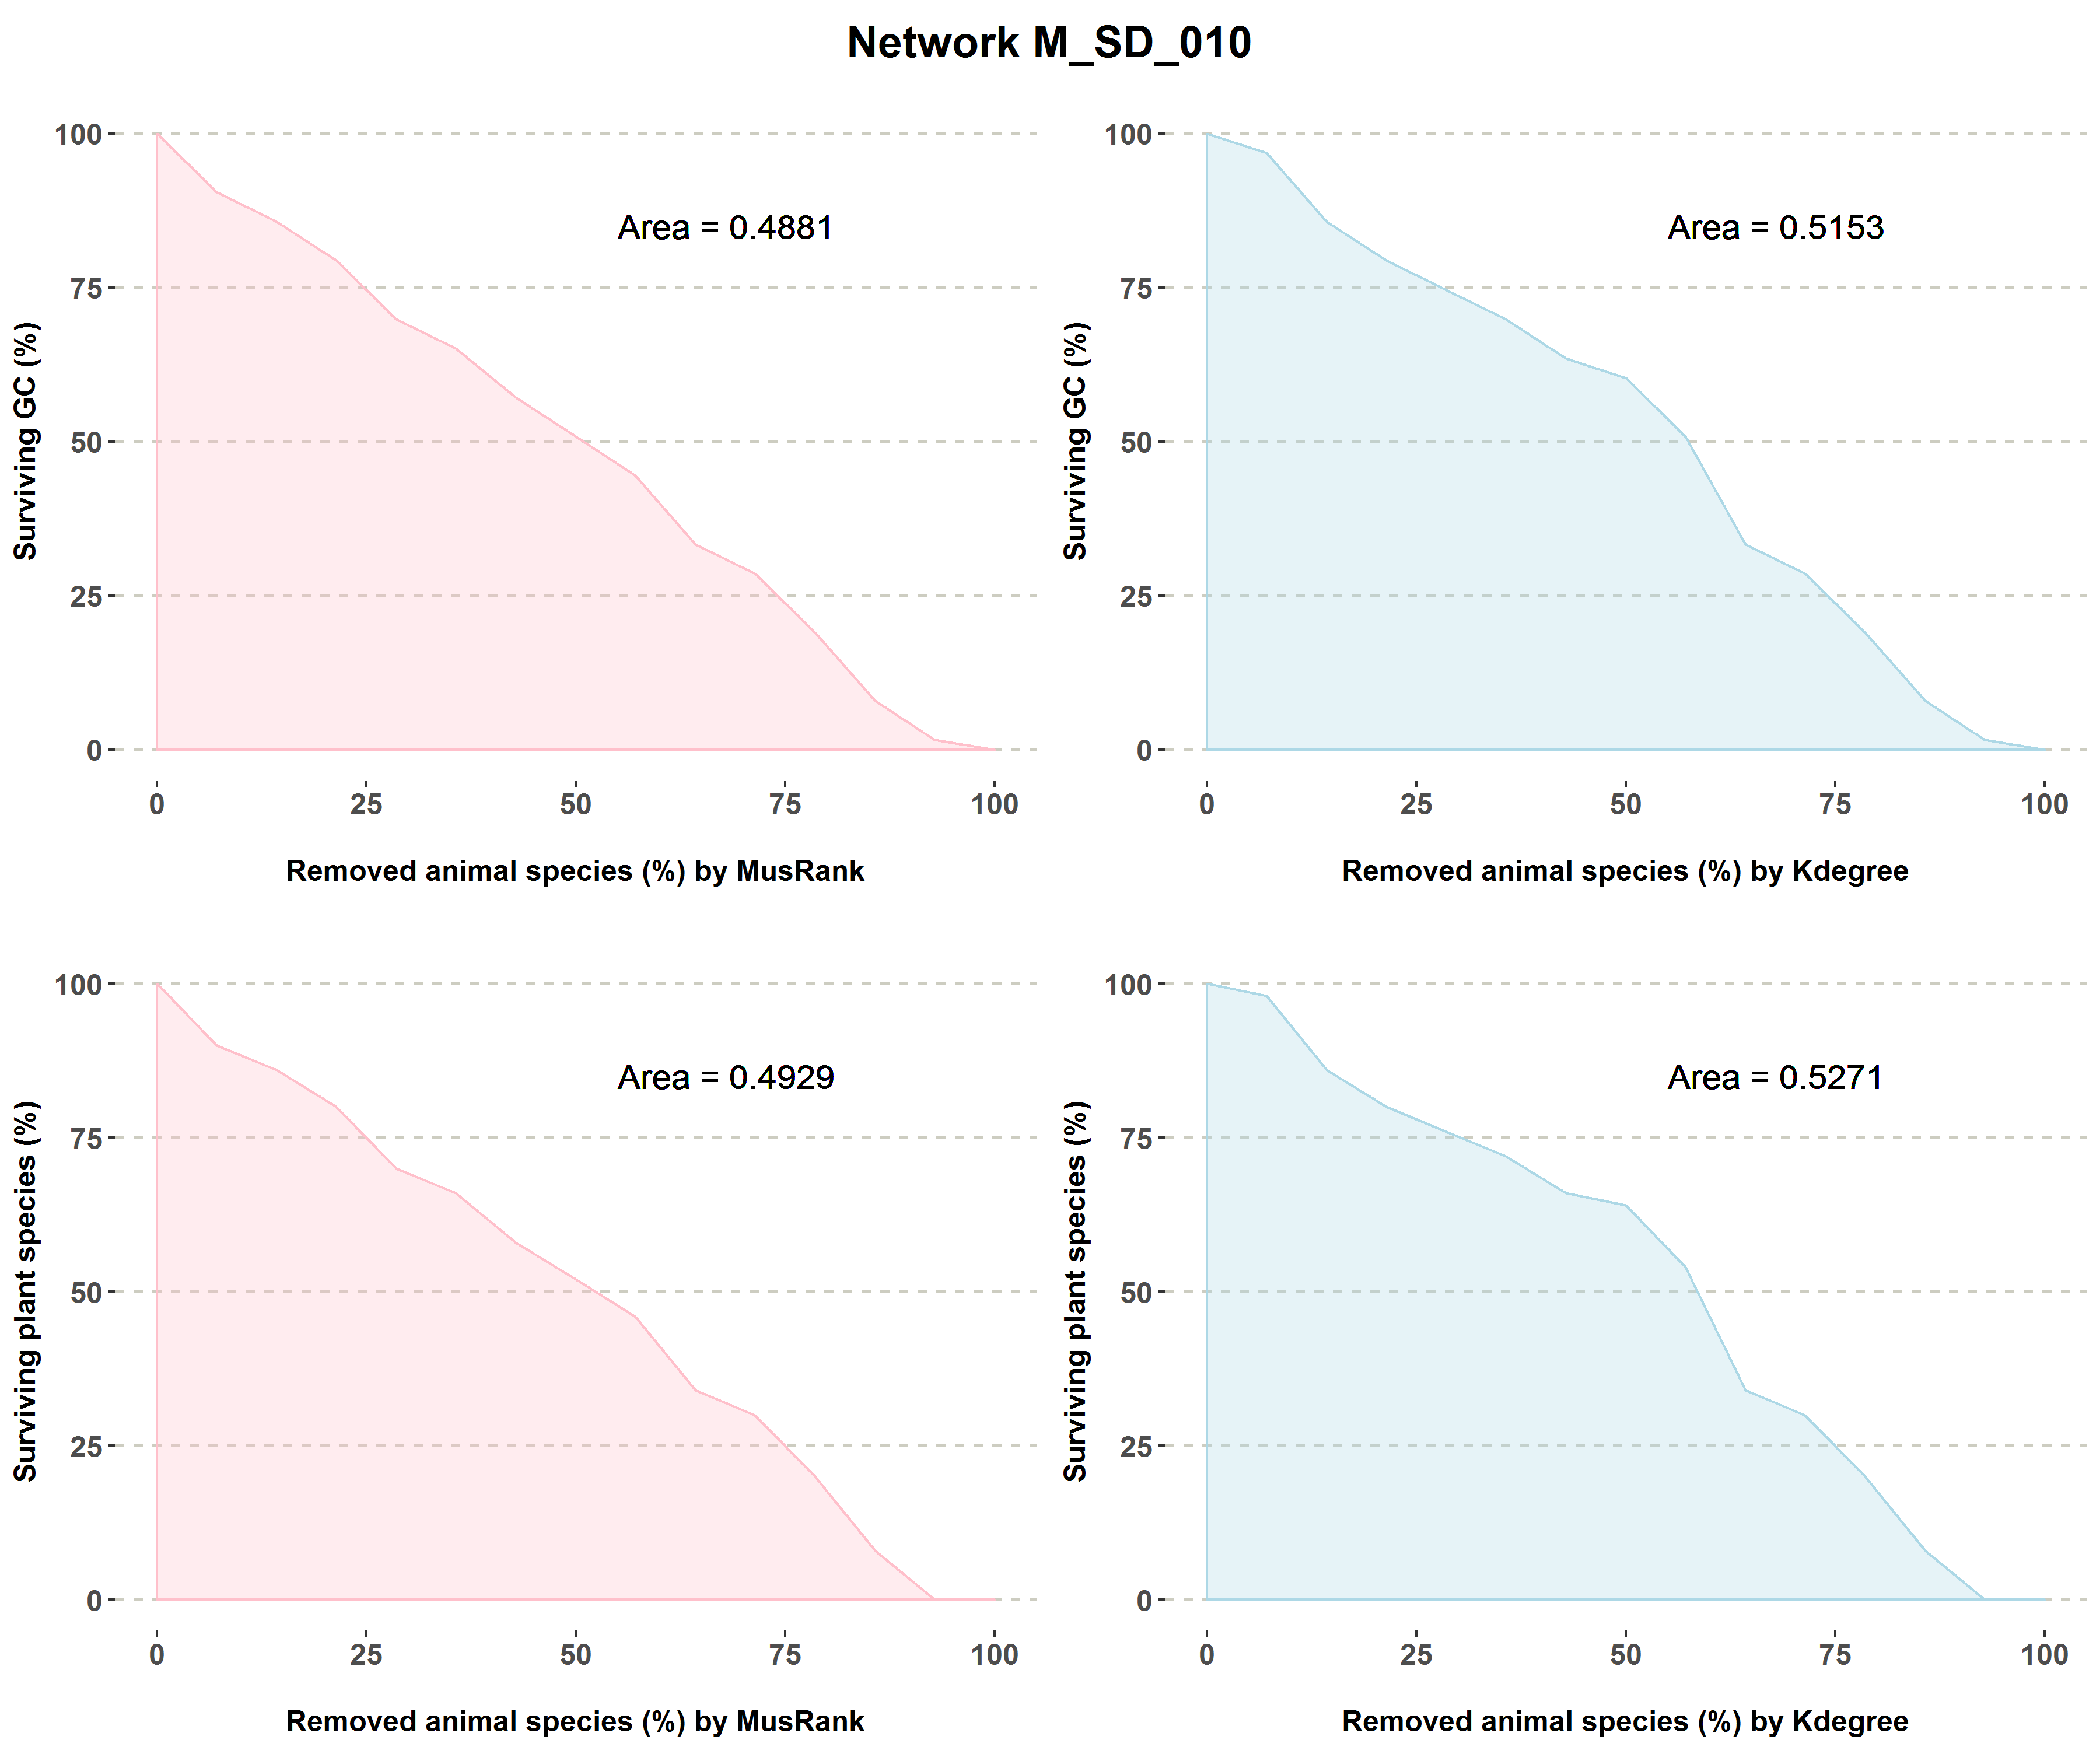 Network M_SD_010
100
75
50
25
0
Surviving GC (%)
Area = 0.4881
0 25 50 75 100
Removed animal species (%) by MusRank
100
75
50
25
0
Surviving GC (%)
Area = 0.5153
0 25 50 75 100
Removed animal species (%) by Kdegree
100
75
50
25
0
Surviving plant species (%)
Area = 0.4929
0 25 50 75 100
Removed animal species (%) by MusRank
100
75
50
25
0
Surviving plant species (%)
Area = 0.5271
0 25 50 75 100
Removed animal species (%) by Kdegree